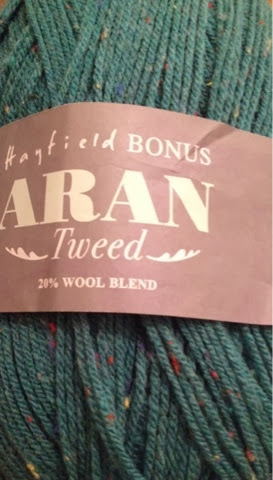 Hayfield BONUS
ARAN
Tweed
20% WOOL BLEND